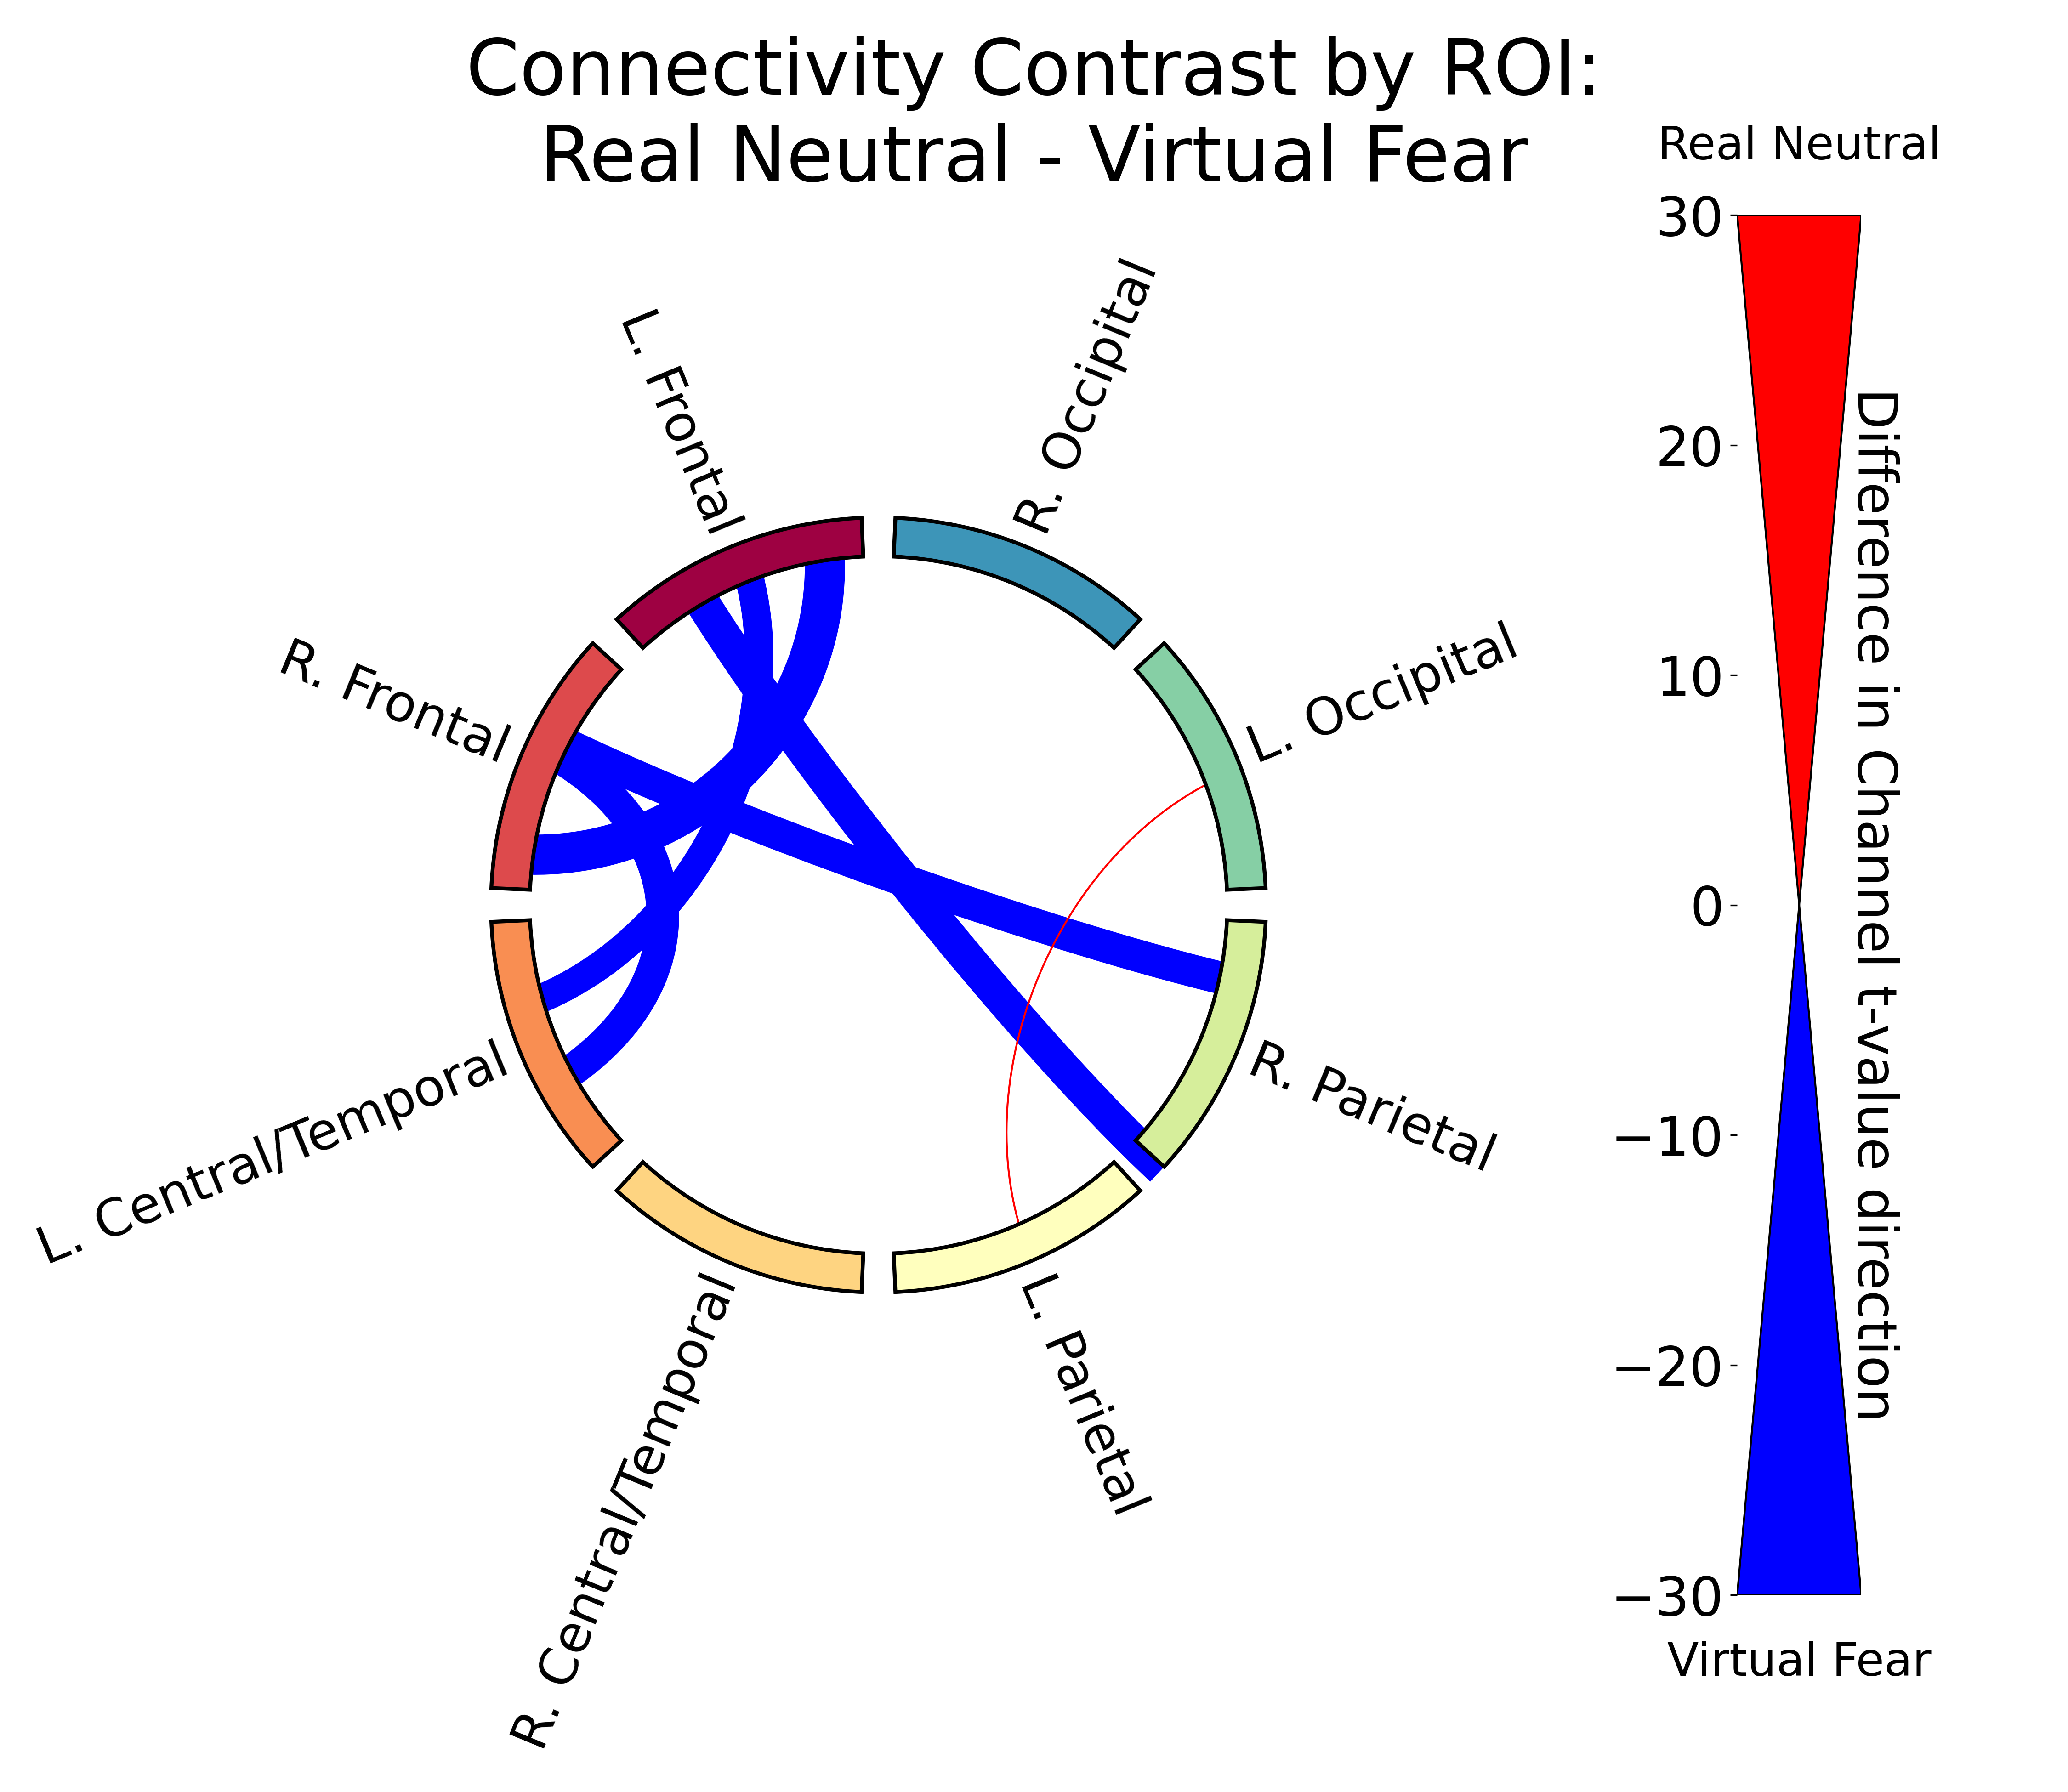 Connectivity Contrast by ROI:
Real Neutral - Virtual Fear
Real Neutral
30
20
10
0
−10
−20
−30
Virtual Fear
Difference in Channel t-value direction
L. Frontal
R. Occipital
R. Frontal
L. Occipital
L. Central/Temporal
R. Parietal
R. Central/Temporal
L. Parietal